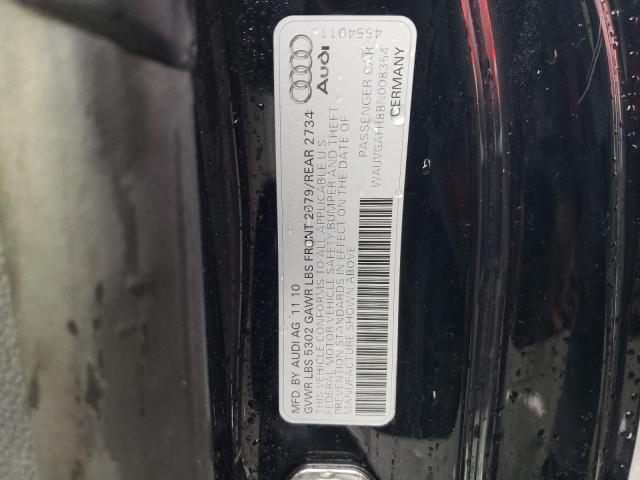 Audi
4554011
MFD. BY AUDI AG 11 10
GVWR LBS 5302 GAWR LBS FRONT 2679/REAR 2734
THIS VEHICLE CONFORMS TO ALL APPLICABLE U.S.
FEDERAL MOTOR VEHICLE SAFETY BUMPER AND THEFT
PREVENTION STANDARDS IN EFFECT ON THE DATE OF
MANUFACTURE SHOWN ABOVE
PASSENGER CAR
WAUVGAFH8BN008354
GERMANY